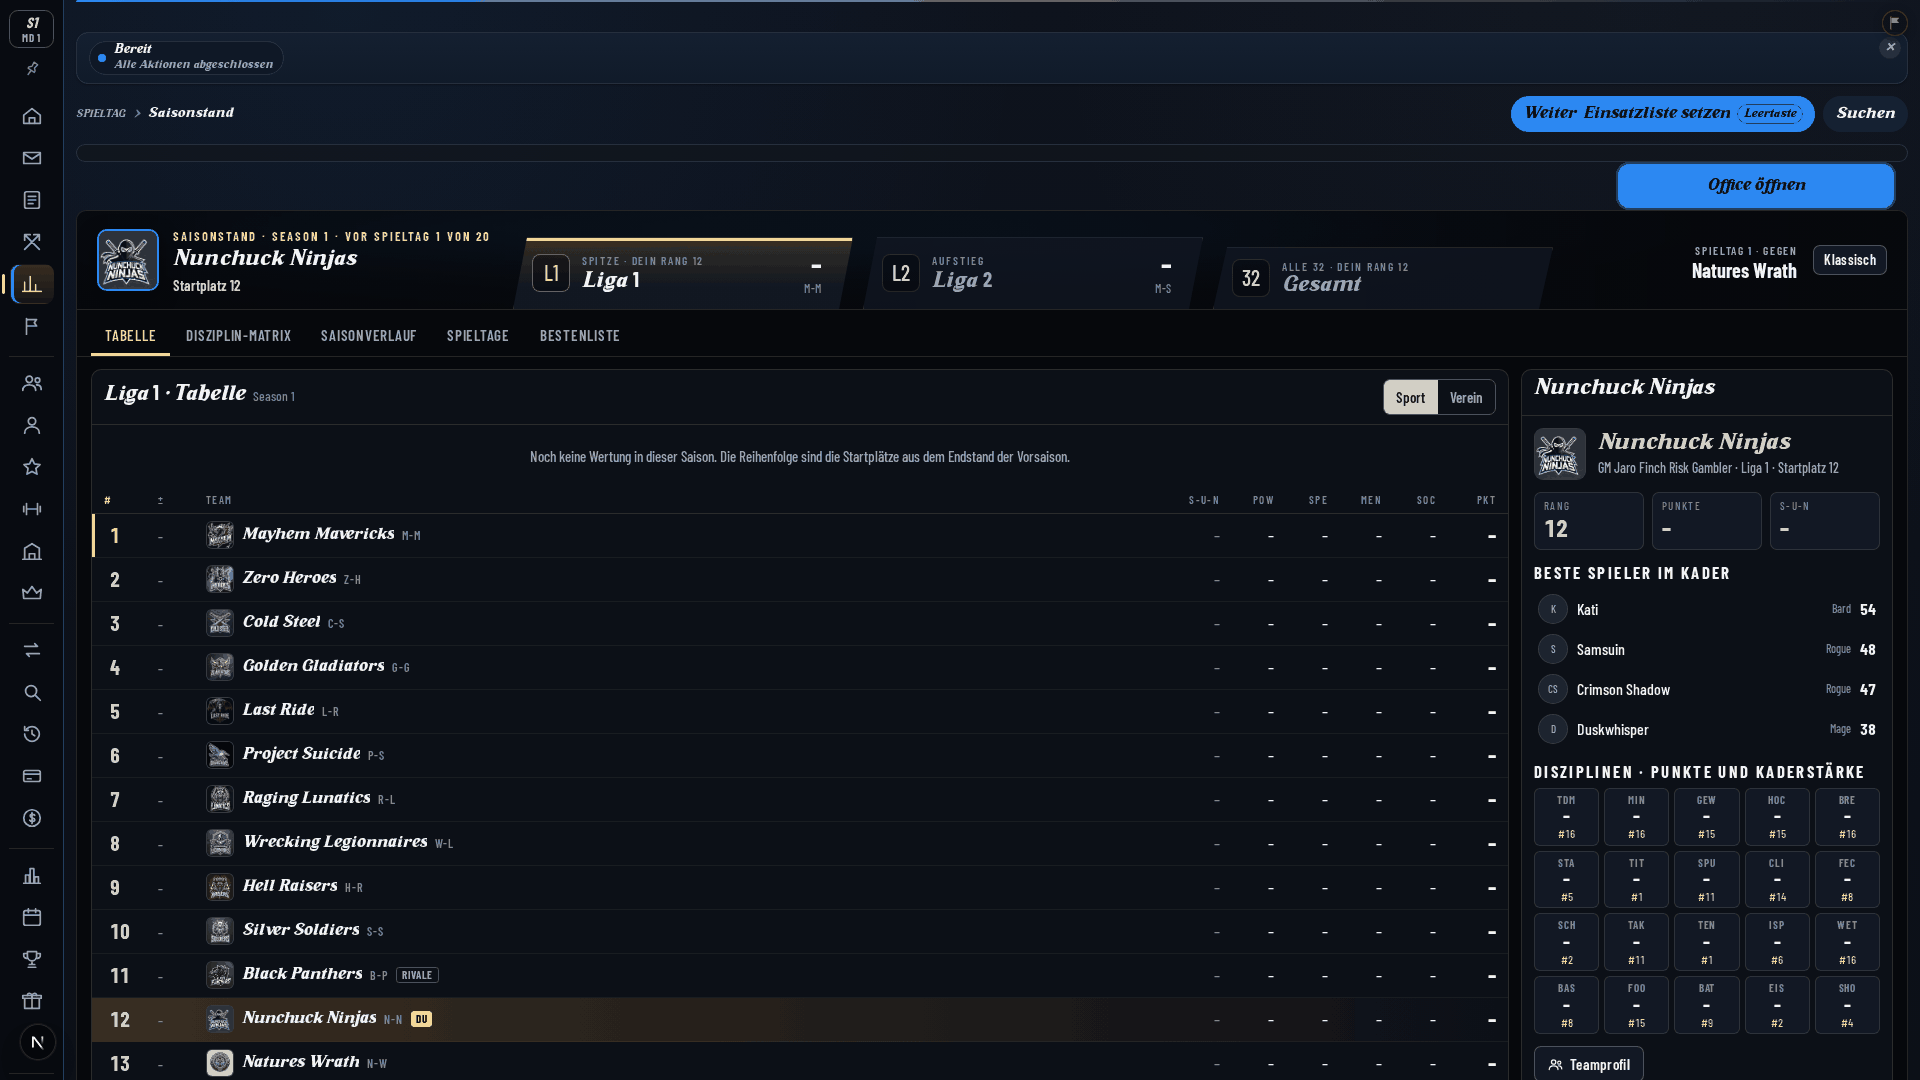 S1
MD 1
Bereit
Alle Aktionen abgeschlossen
SPIELTAG > Saisonstand
Weiter Einsatzliste setzen Leertaste
Suchen
Office öffnen
SAISONSTAND · SEASON 1 · VOR SPIELTAG 1 VON 20
Nunchuck Ninjas
Startplatz 12
L1 SPITZE · DEIN RANG 12
Liga 1
–
M-M
L2 AUFSTIEG
Liga 2
–
M-S
32 ALLE 32 · DEIN RANG 12
Gesamt
SPIELTAG 1 · GEGEN
Natures Wrath
Klassisch
TABELLE DISZIPLIN-MATRIX SAISONVERLAUF SPIELTAGE BESTENLISTE
Liga 1 · Tabelle Season 1
Sport Verein
Noch keine Wertung in dieser Saison. Die Reihenfolge sind die Startplätze aus dem Endstand der Vorsaison.
# ± TEAM S-U-N POW SPE MEN SOC PKT
1 – Mayhem Mavericks M-M – – – – – –
2 – Zero Heroes Z-H – – – – – –
3 – Cold Steel C-S – – – – – –
4 – Golden Gladiators G-G – – – – – –
5 – Last Ride L-R – – – – – –
6 – Project Suicide P-S – – – – – –
7 – Raging Lunatics R-L – – – – – –
8 – Wrecking Legionnaires W-L – – – – – –
9 – Hell Raisers H-R – – – – – –
10 – Silver Soldiers S-S – – – – – –
11 – Black Panthers B-P RIVALE – – – – – –
12 – Nunchuck Ninjas N-N DU – – – – – –
13 – Natures Wrath N-W – – – – – –
Nunchuck Ninjas
Nunchuck Ninjas
GM Jaro Finch Risk Gambler · Liga 1 · Startplatz 12
RANG PUNKTE S-U-N
12 – –
BESTE SPIELER IM KADER
K Kati Bard 54
S Samsuin Rogue 48
CS Crimson Shadow Rogue 47
D Duskwhisper Mage 38
DISZIPLINEN · PUNKTE UND KADERSTÄRKE
TDM MIN GEW HOC BRE
– – – – –
#16 #16 #15 #15 #16
STA TIT SPU CLI FEC
– – – – –
#5 #1 #11 #14 #8
SCH TAK TEN ISP WET
– – – – –
#2 #11 #1 #6 #16
BAS FOO BAT EIS SHO
– – – – –
#8 #15 #9 #2 #4
Teamprofil
N